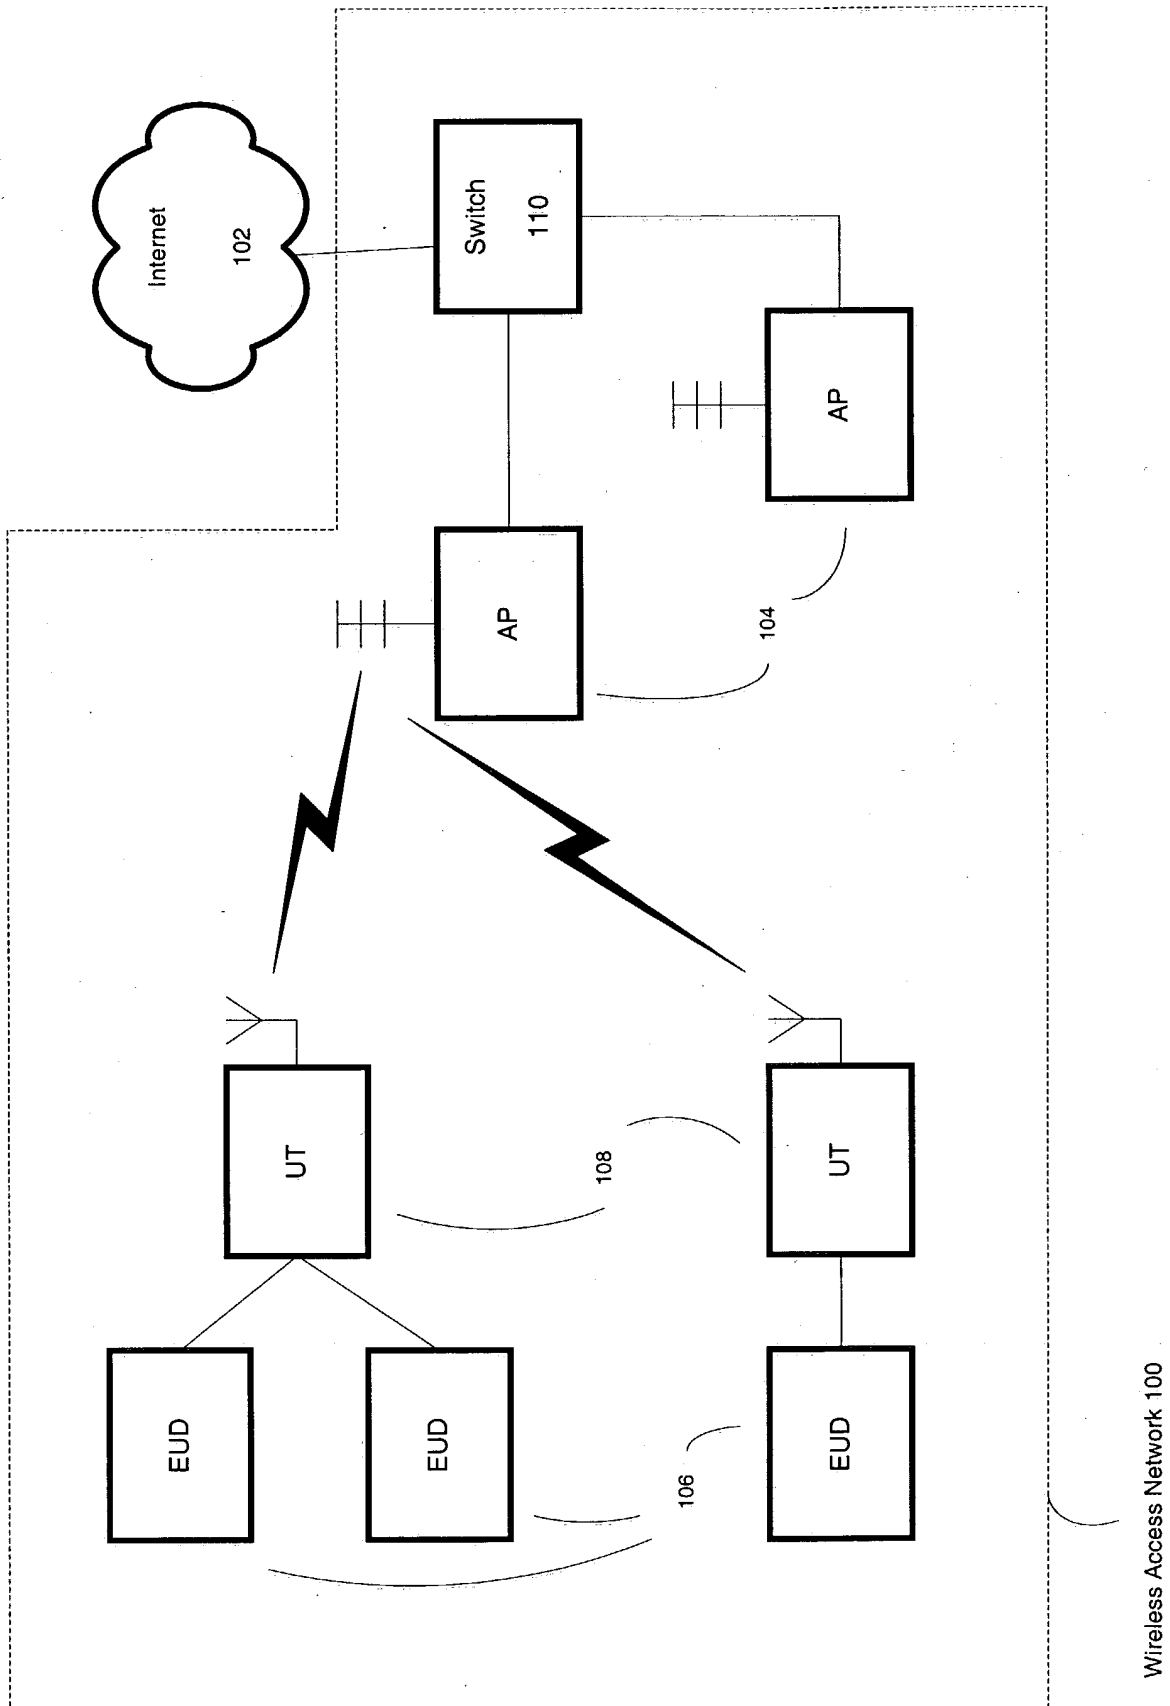 Internet
102
Switch
110
AP
AP
104
UT
UT
108
EUD
EUD
EUD
106
Wireless Access Network 100